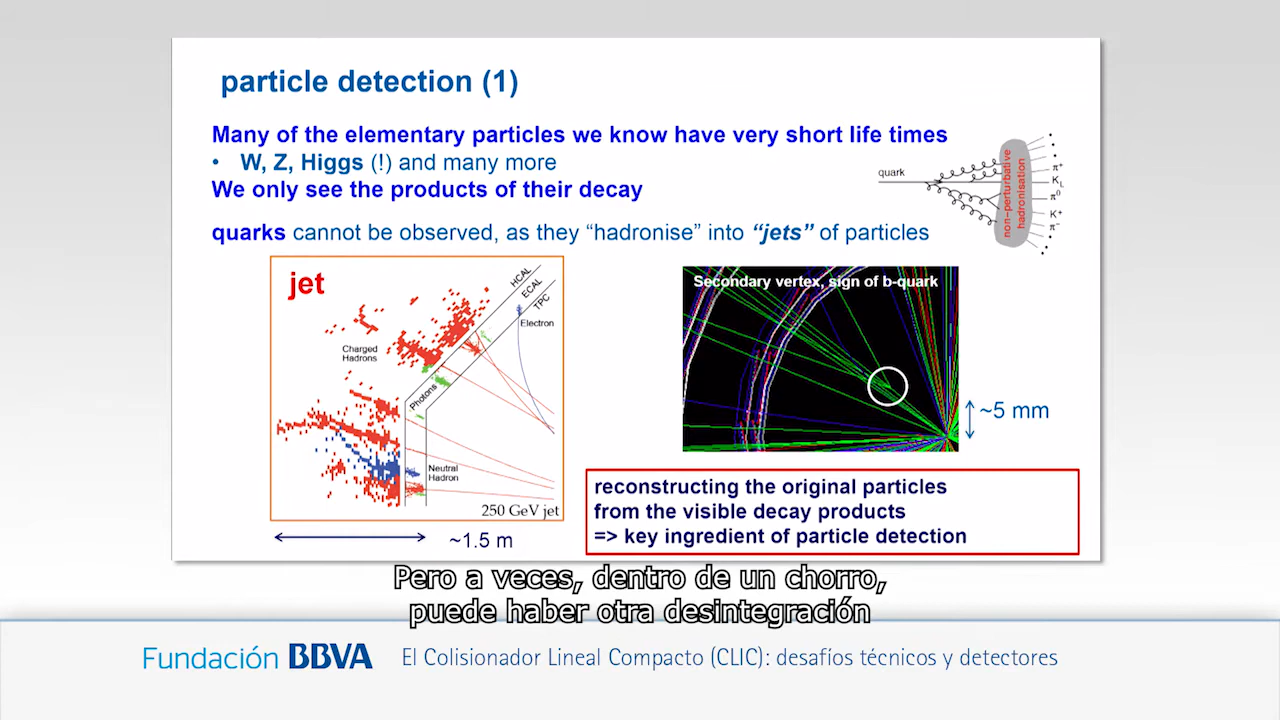 particle detection (1)
Many of the elementary particles we know have very short life times
• W, Z, Higgs (!) and many more
We only see the products of their decay
quarks cannot be observed, as they “hadronise” into “jets” of particles
quark
non-perturbative
hadronisation
π+
KL
π0
K+
π−
jet
HCAL
ECAL
TPC
Electron
Charged
Hadrons
Photons
Neutral
Hadron
250 GeV jet
~1.5 m
Secondary vertex, sign of b-quark
~5 mm
reconstructing the original particles
from the visible decay products
=> key ingredient of particle detection
Pero a veces, dentro de un chorro,
puede haber otra desintegración
Fundación BBVA
El Colisionador Lineal Compacto (CLIC): desafíos técnicos y detectores